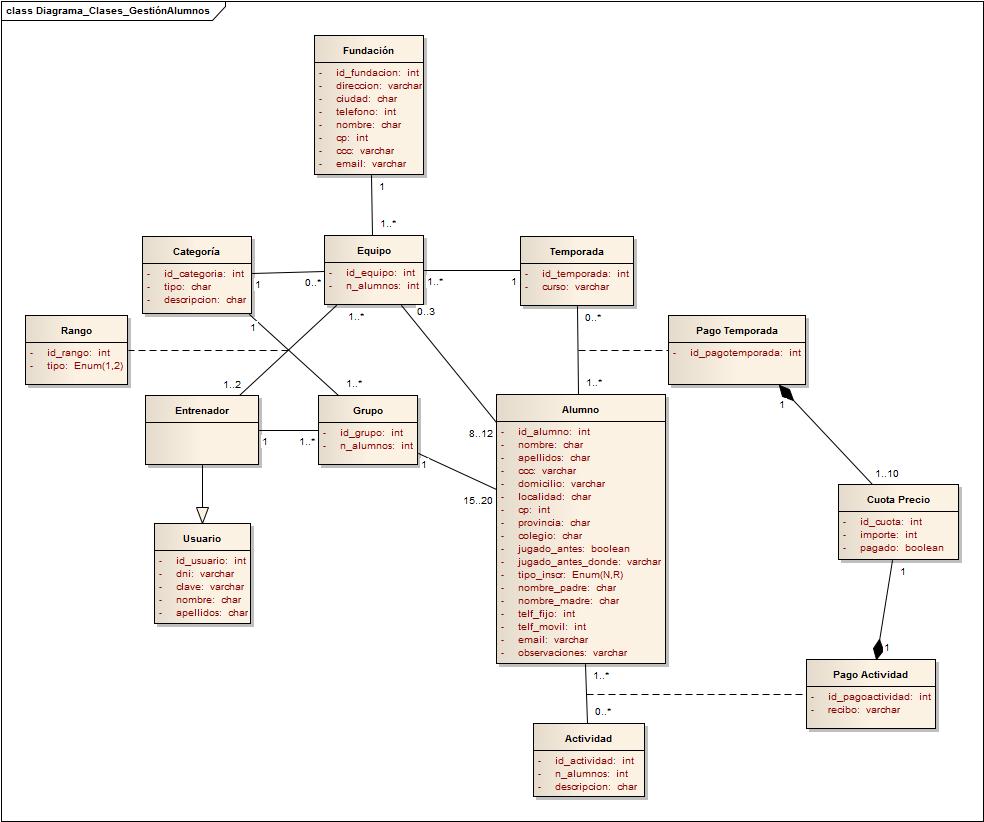 class Diagrama_Clases_GestiónAlumnos
Fundación
- id_fundacion: int
- direccion: varchar
- ciudad: char
- telefono: int
- nombre: char
- cp: int
- ccc: varchar
- email: varchar
1
1..*
Categoría
- id_categoria: int
- tipo: char
- descripcion: char
1
0..*
1
Equipo
- id_equipo: int
- n_alumnos: int
1..*
1
1..*
0..3
Temporada
- id_temporada: int
- curso: varchar
0..*
1..*
Rango
- id_rango: int
- tipo: Enum(1,2)
Pago Temporada
- id_pagotemporada: int
1
1..10
1..2
1..*
Entrenador
1
1..*
Grupo
- id_grupo: int
- n_alumnos: int
1
8..12
15..20
Alumno
- id_alumno: int
- nombre: char
- apellidos: char
- ccc: varchar
- domicilio: varchar
- localidad: char
- cp: int
- provincia: char
- colegio: char
- jugado_antes: boolean
- jugado_antes_donde: varchar
- tipo_inscr: Enum(N,R)
- nombre_padre: char
- nombre_madre: char
- telf_fijo: int
- telf_movil: int
- email: varchar
- observaciones: varchar
Cuota Precio
- id_cuota: int
- importe: int
- pagado: boolean
1
1
Usuario
- id_usuario: int
- dni: varchar
- clave: varchar
- nombre: char
- apellidos: char
Pago Actividad
- id_pagoactividad: int
- recibo: varchar
1..*
0..*
Actividad
- id_actividad: int
- n_alumnos: int
- descripcion: char